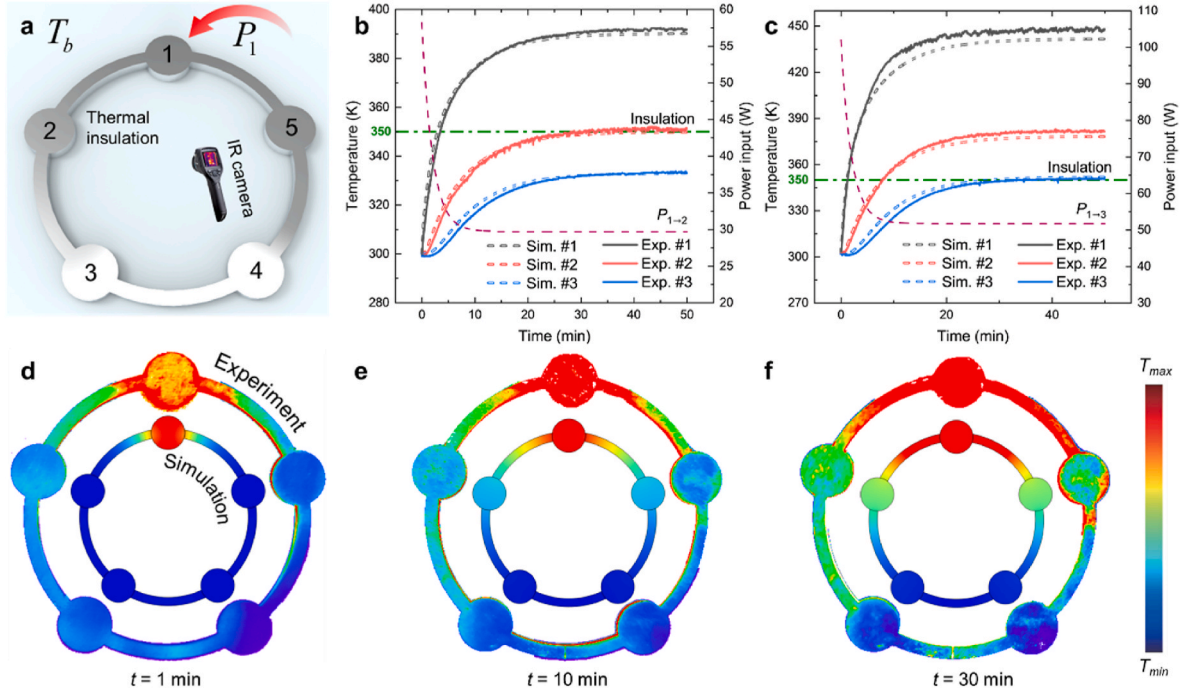 a
T_b
P_1
1
2
Thermal
insulation
5
IR camera
3
4
b
400
380
360
350
340
320
300
280
Temperature (K)
60
55
50
45
40
35
30
25
20
Power input (W)
Insulation
P_{1→2}
Sim. #1
Exp. #1
Sim. #2
Exp. #2
Sim. #3
Exp. #3
0
10
20
30
40
50
Time (min)
c
450
420
390
360
350
330
300
270
Temperature (K)
110
100
90
80
70
60
50
40
30
Power input (W)
Insulation
P_{1→3}
Sim. #1
Exp. #1
Sim. #2
Exp. #2
Sim. #3
Exp. #3
0
20
40
Time (min)
d
Experiment
Simulation
t = 1 min
e
t = 10 min
f
t = 30 min
T_max
T_min